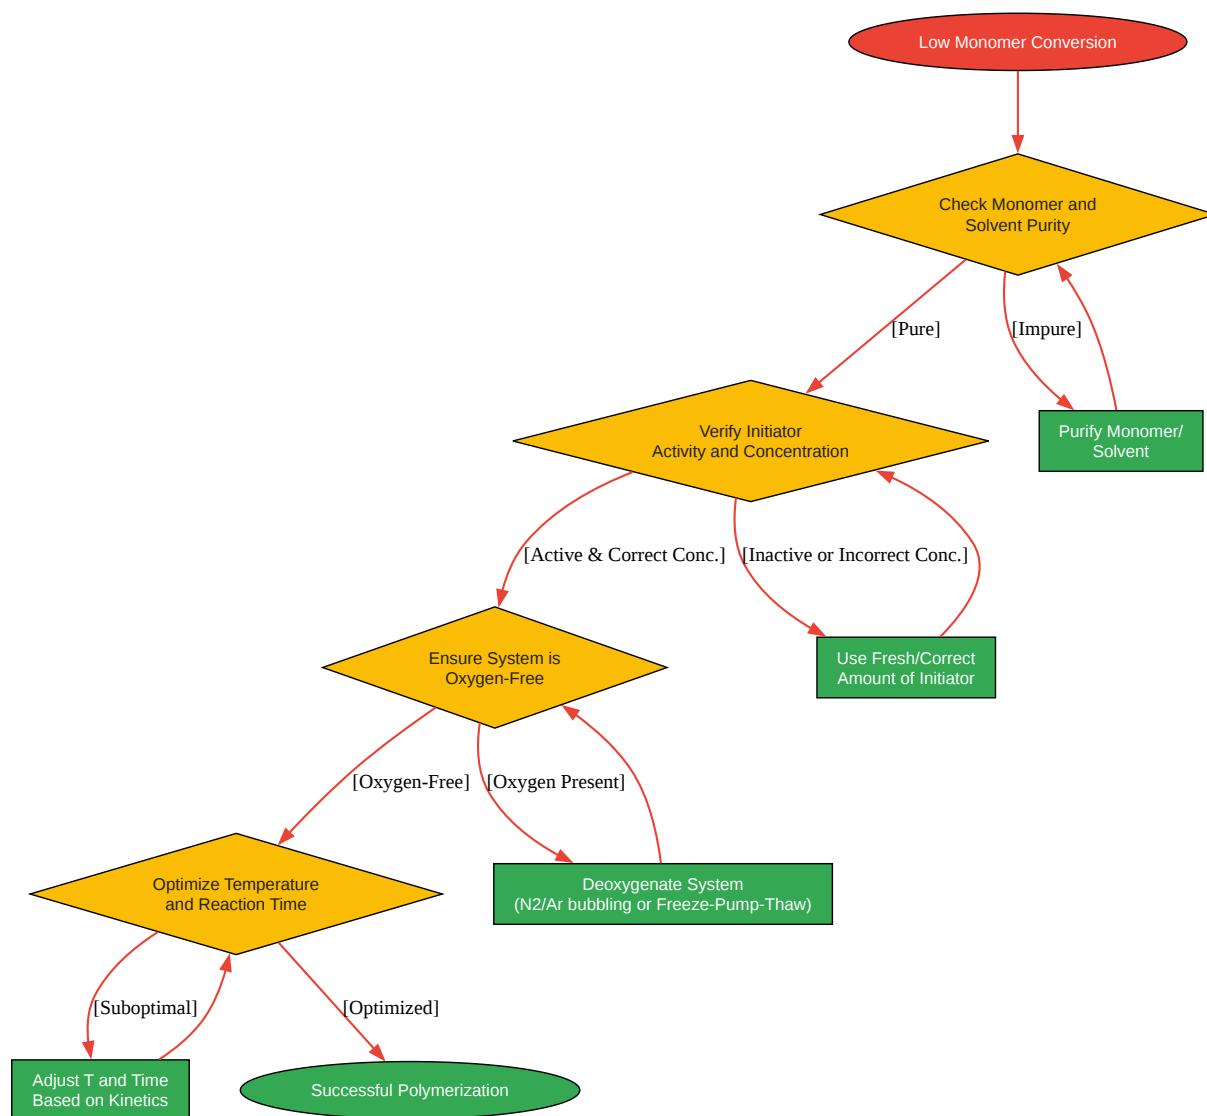 Low Monomer Conversion
Check Monomer and
Solvent Purity
[Pure]
[Impure]
Purify Monomer/
Solvent
Verify Initiator
Activity and Concentration
[Active & Correct Conc.]
[Inactive or Incorrect Conc.]
Use Fresh/Correct
Amount of Initiator
Ensure System is
Oxygen-Free
[Oxygen-Free]
[Oxygen Present]
Deoxygenate System
(N2/Ar bubbling or Freeze-Pump-Thaw)
Optimize Temperature
and Reaction Time
[Suboptimal]
[Optimized]
Adjust T and Time
Based on Kinetics
Successful Polymerization